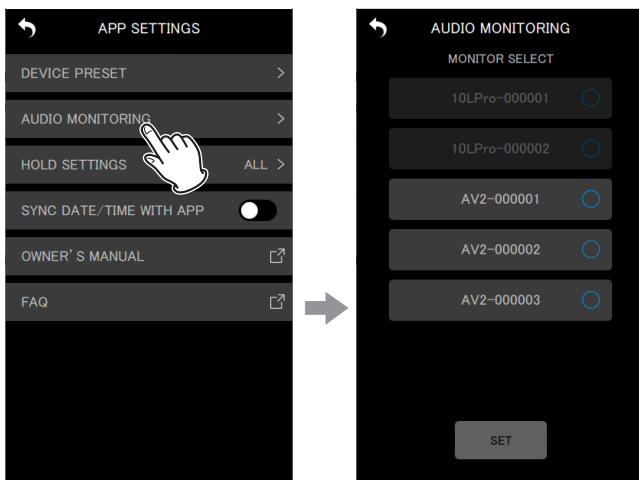 APP SETTINGS
DEVICE PRESET
AUDIO MONITORING
HOLD SETTINGS ALL
SYNC DATE/TIME WITH APP
OWNER'S MANUAL
FAQ
AUDIO MONITORING
MONITOR SELECT
10LPro-000001
10LPro-000002
AV2-000001
AV2-000002
AV2-000003
SET